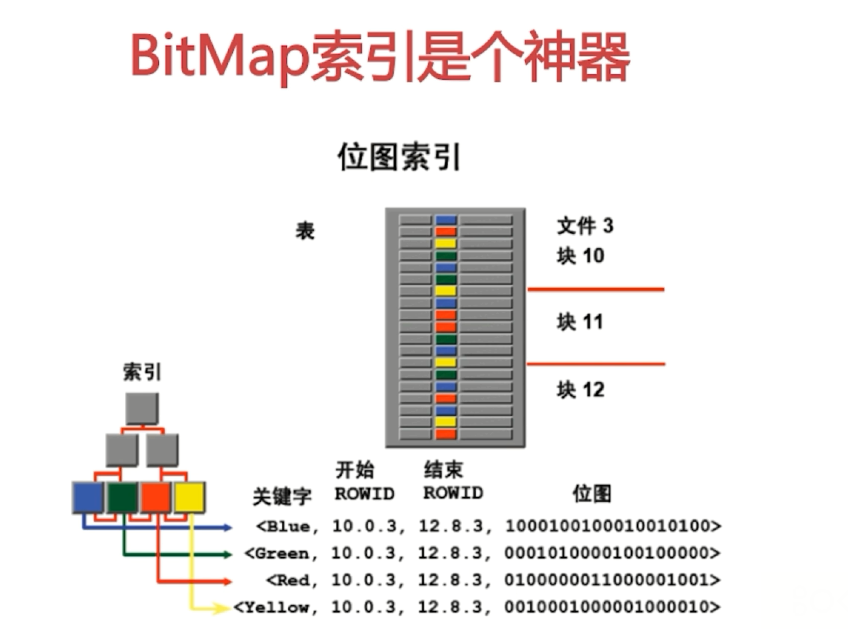 BitMap索引是个神器
位图索引
表
文件 3
块 10
块 11
块 12
索引
开始 结束
关键字 ROWID ROWID 位图
<Blue, 10.0.3, 12.8.3, 1000100100010010100>
<Green, 10.0.3, 12.8.3, 0001010000100100000>
<Red, 10.0.3, 12.8.3, 0100000011000001001>
<Yellow, 10.0.3, 12.8.3, 0010001000001000010>